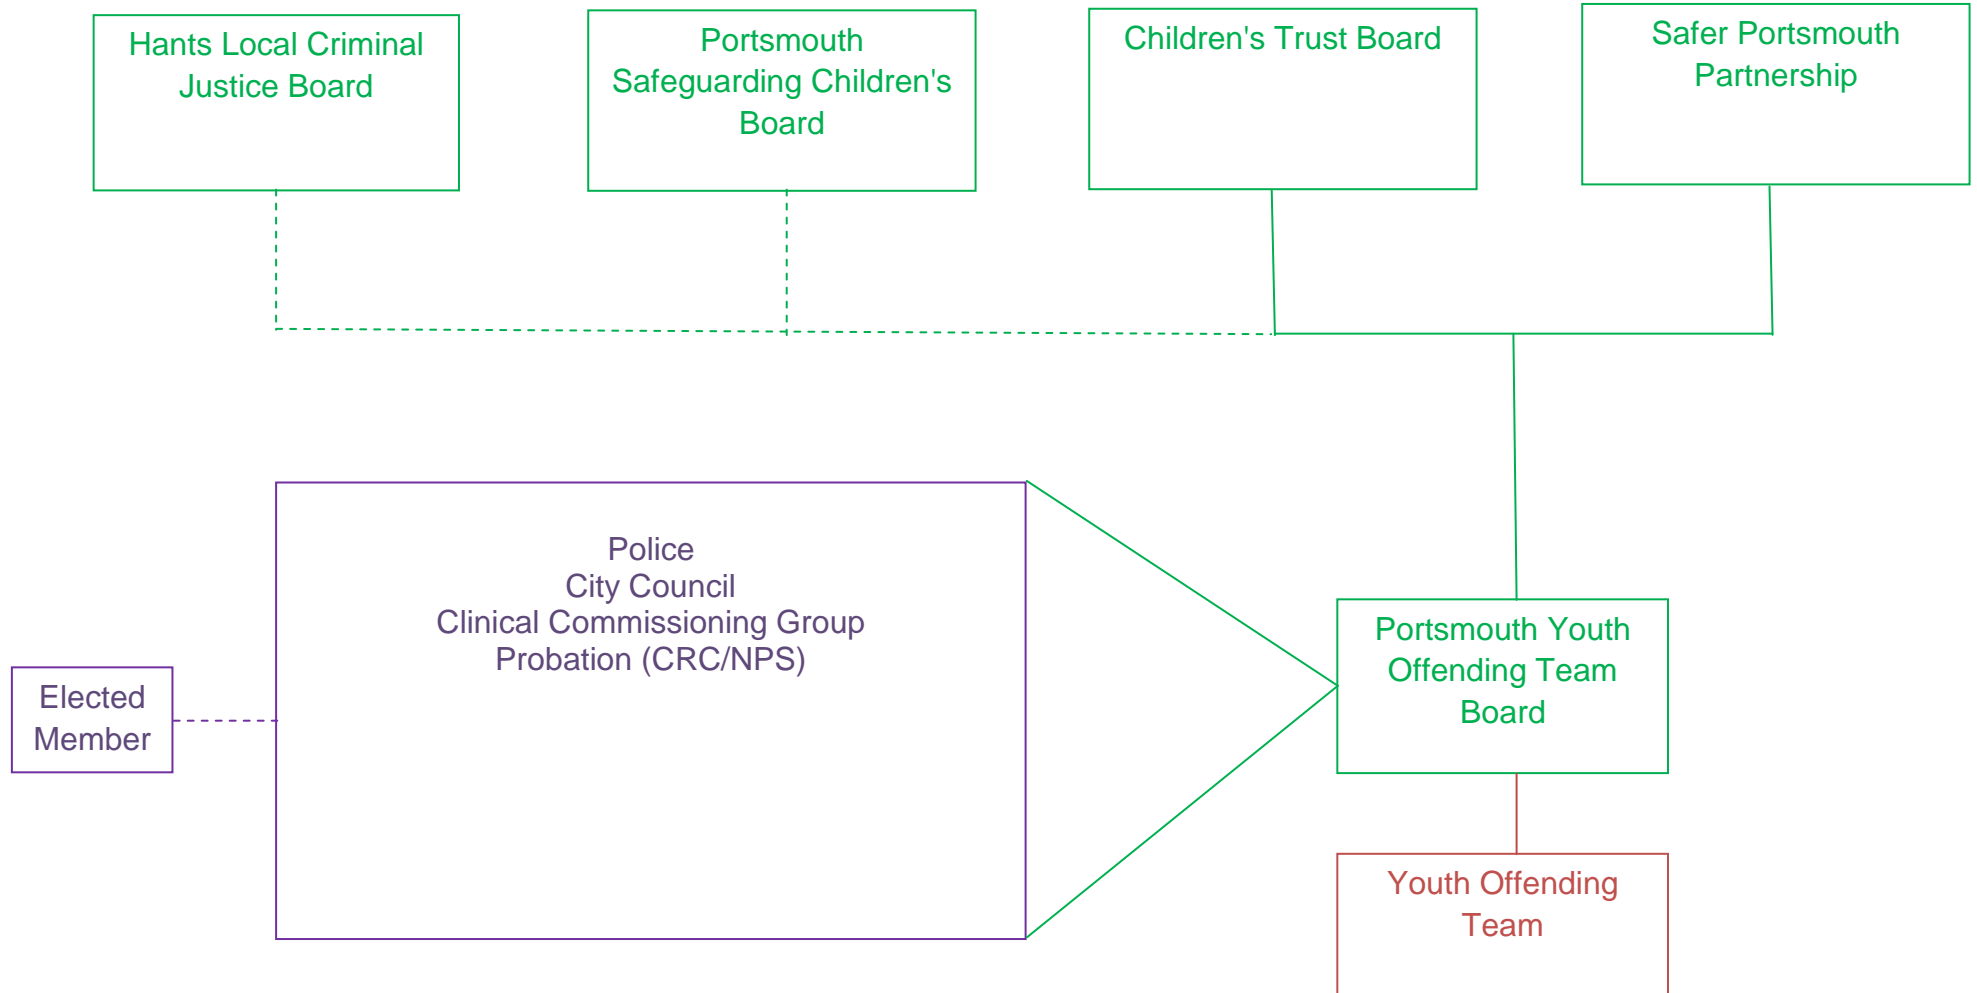 Hants Local Criminal
Justice Board
Portsmouth
Safeguarding Children's
Board
Children's Trust Board
Safer Portsmouth
Partnership
Police
City Council
Clinical Commissioning Group
Probation (CRC/NPS)
Elected
Member
Portsmouth Youth
Offending Team
Board
Youth Offending
Team